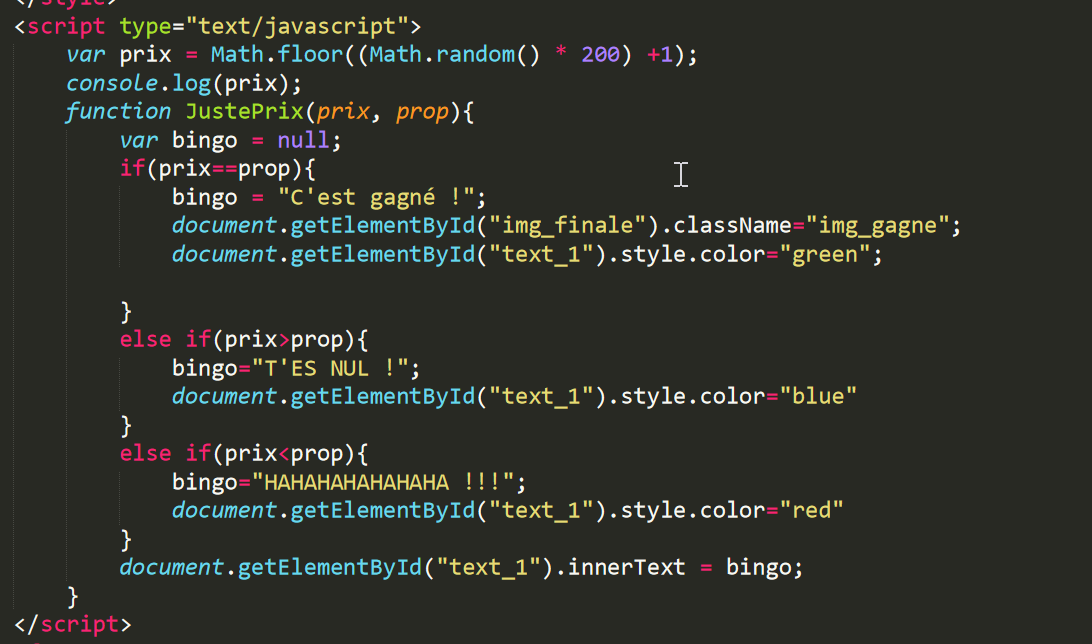 </style>
<script type="text/javascript">
var prix = Math.floor((Math.random() * 200) +1);
console.log(prix);
function JustePrix(prix, prop){
var bingo = null;
if(prix==prop){
bingo = "C'est gagné !";
document.getElementById("img_finale").className="img_gagne";
document.getElementById("text_1").style.color="green";
}
else if(prix>prop){
bingo="T'ES NUL !";
document.getElementById("text_1").style.color="blue"
}
else if(prix<prop){
bingo="HAHAHAHAHAHAHA !!!";
document.getElementById("text_1").style.color="red"
}
document.getElementById("text_1").innerText = bingo;
}
</script>